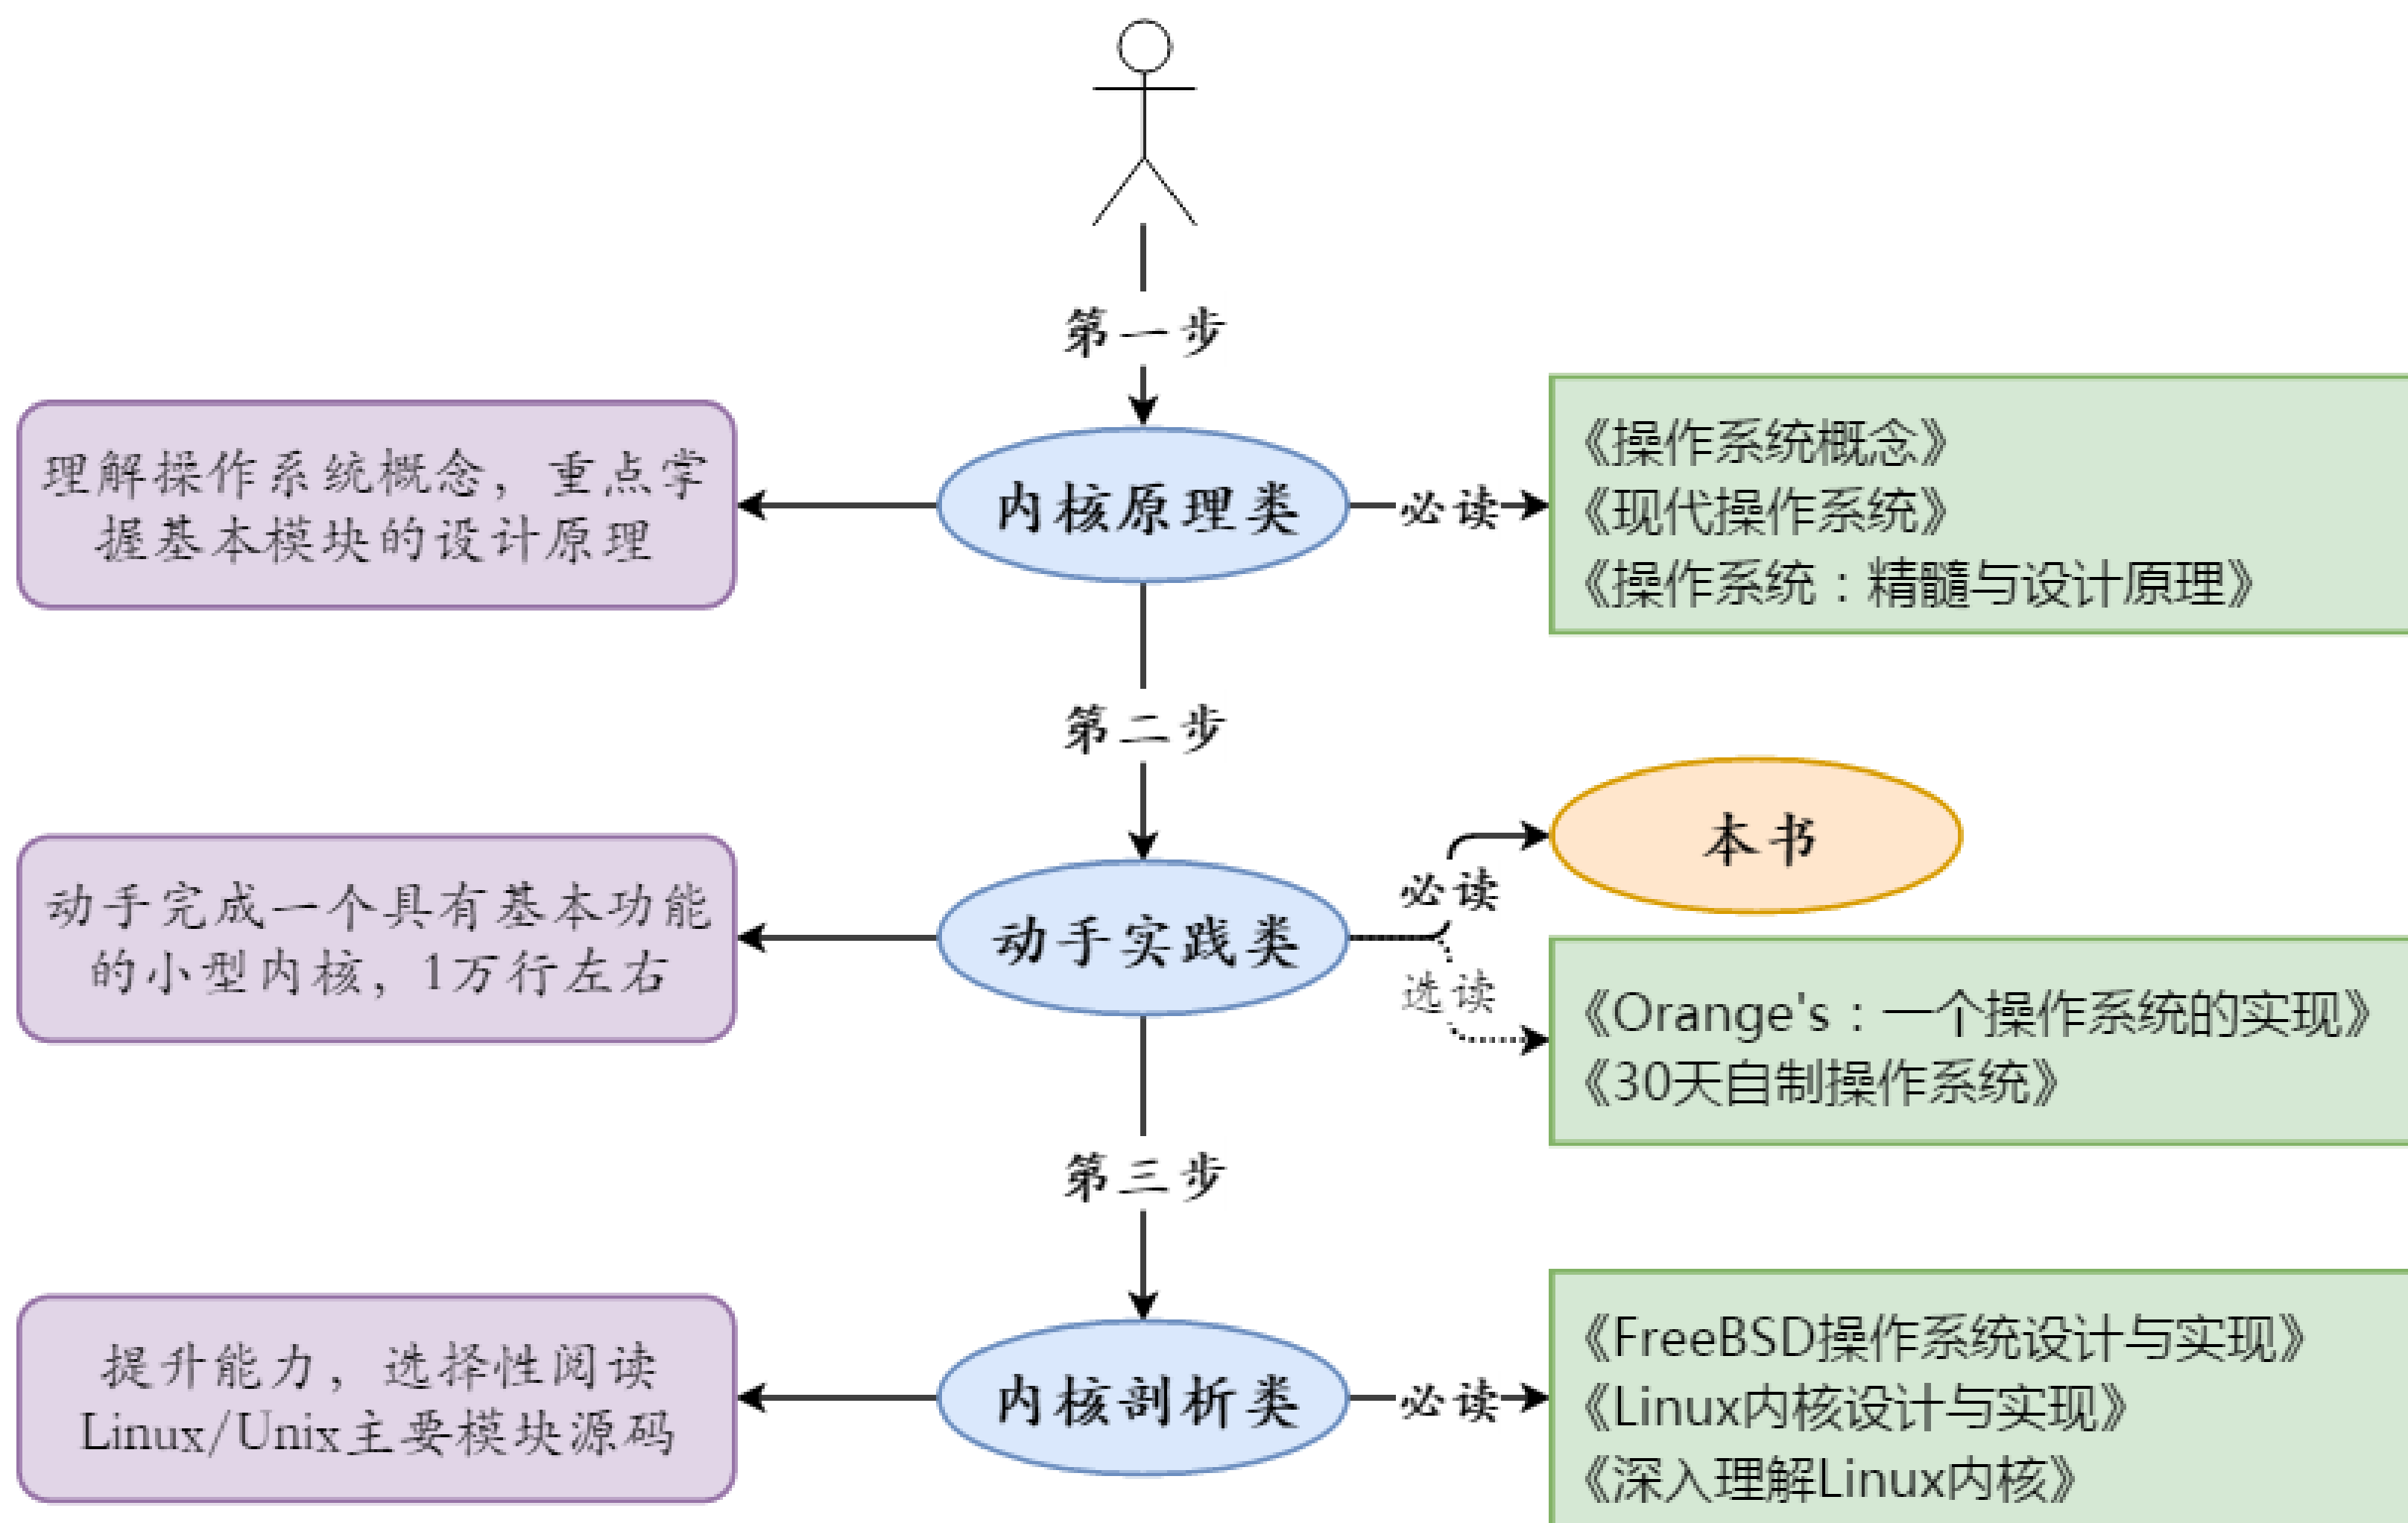 第一步
理解操作系统概念，重点掌
握基本模块的设计原理
内核原理类
必读
《操作系统概念》
《现代操作系统》
《操作系统：精髓与设计原理》
第二步
动手完成一个具有基本功能
的小型内核，1万行左右
动手实践类
必读
本书
选读
《Orange's：一个操作系统的实现》
《30天自制操作系统》
第三步
提升能力，选择性阅读
Linux/Unix主要模块源码
内核剖析类
必读
《FreeBSD操作系统设计与实现》
《Linux内核设计与实现》
《深入理解Linux内核》